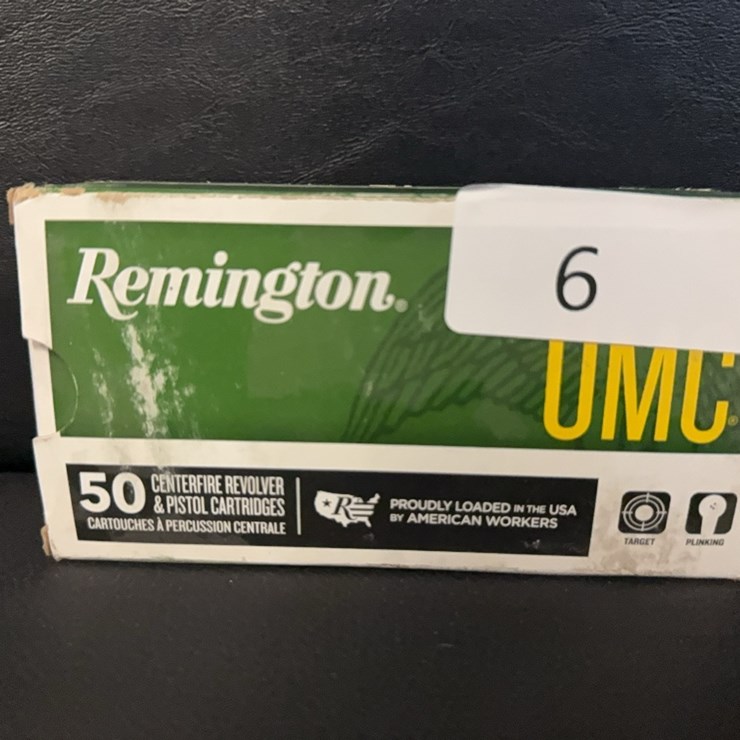 Remington®
6
UMC®
50 CENTERFIRE REVOLVER
& PISTOL CARTRIDGES
CARTOUCHES À PERCUSSION CENTRALE
R
PROUDLY LOADED IN THE USA
BY AMERICAN WORKERS
TARGET
PLINKING